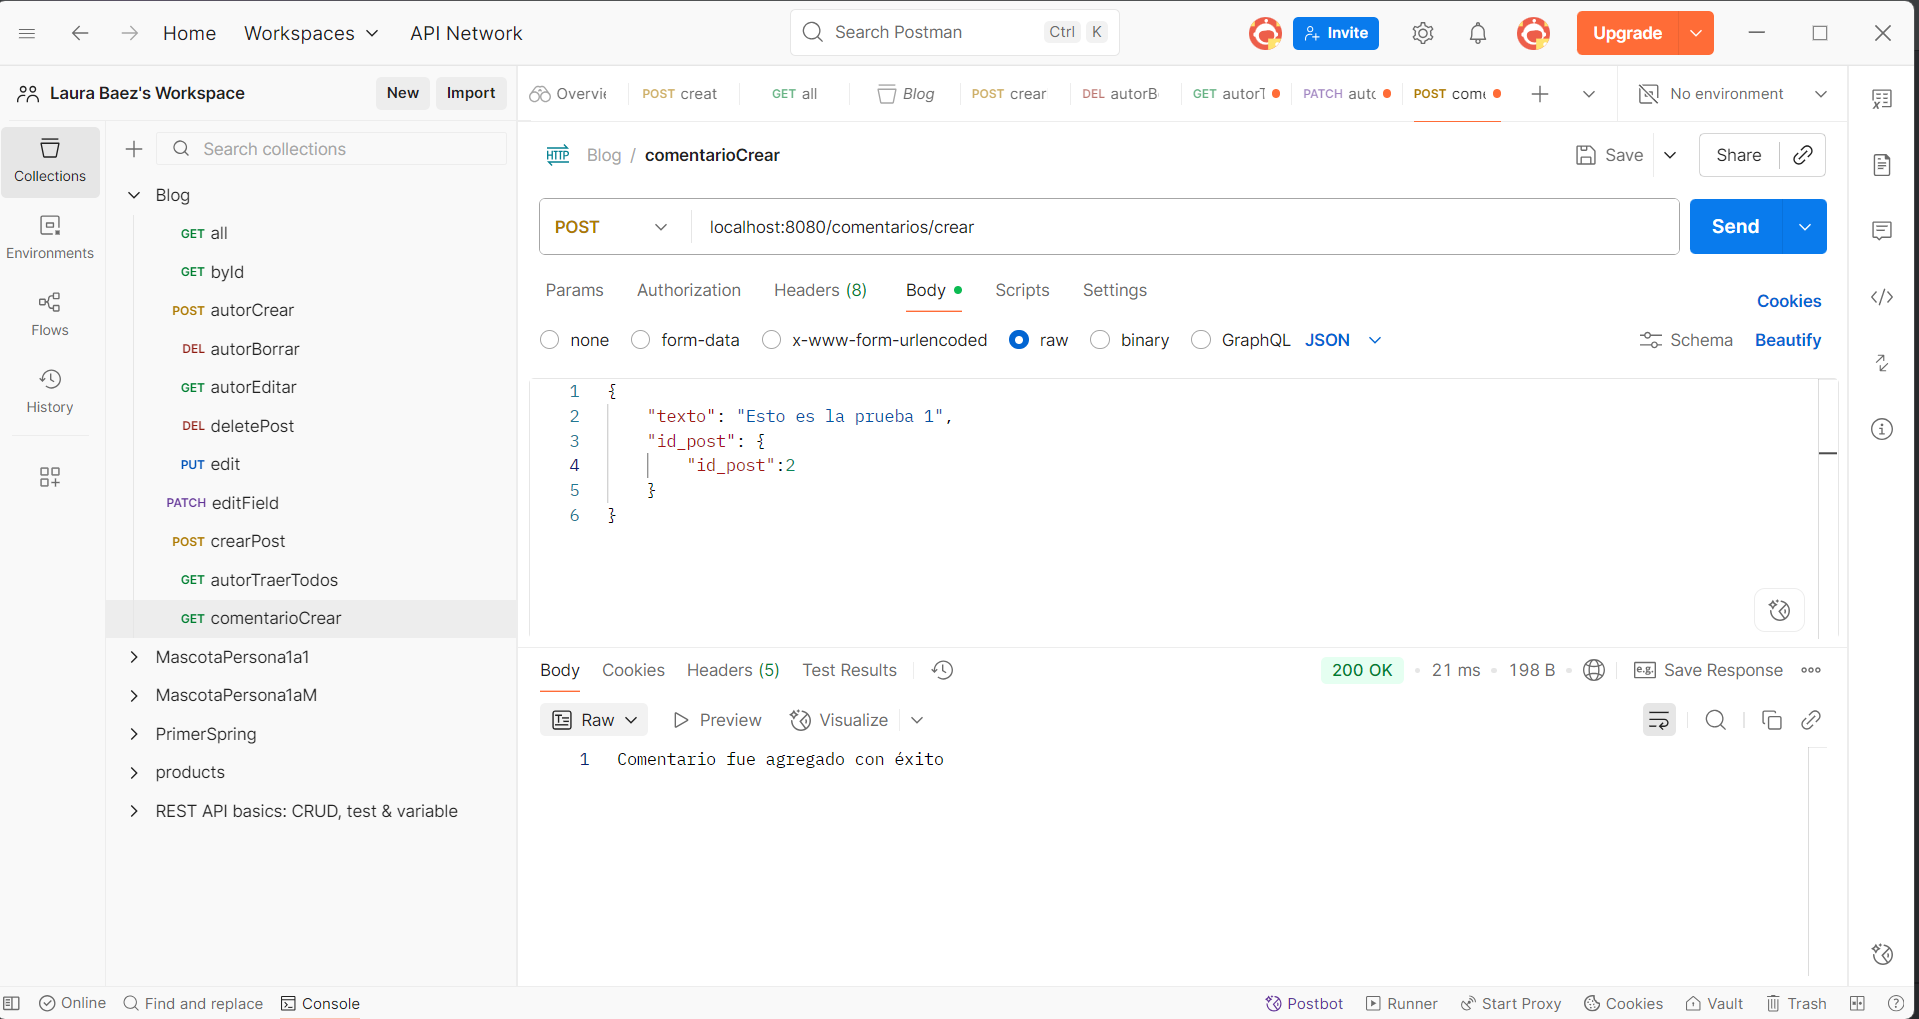 Home Workspaces API Network Search Postman Ctrl K Invite Upgrade
Laura Baez's Workspace New Import
Overvie POST creat GET all Blog POST crear DEL autorB GET autorT PATCH autc POST come No environment
Collections
Environments
Flows
History
Search collections
Blog
GET all
GET byId
POST autorCrear
DEL autorBorrar
GET autorEditar
DEL deletePost
PUT edit
PATCH editField
POST crearPost
GET autorTraerTodos
GET comentarioCrear
MascotaPersona1a1
MascotaPersona1aM
PrimerSpring
products
REST API basics: CRUD, test & variable
HTTP Blog / comentarioCrear Save Share
POST localhost:8080/comentarios/crear Send
Params Authorization Headers (8) Body Scripts Settings Cookies
none form-data x-www-form-urlencoded raw binary GraphQL JSON Schema Beautify
1 {
2 "texto": "Esto es la prueba 1",
3 "id_post": {
4 "id_post":2
5 }
6 }
Body Cookies Headers (5) Test Results 200 OK 21 ms 198 B e.g. Save Response
Raw Preview Visualize
1 Comentario fue agregado con éxito
Online Find and replace Console Postbot Runner Start Proxy Cookies Vault Trash